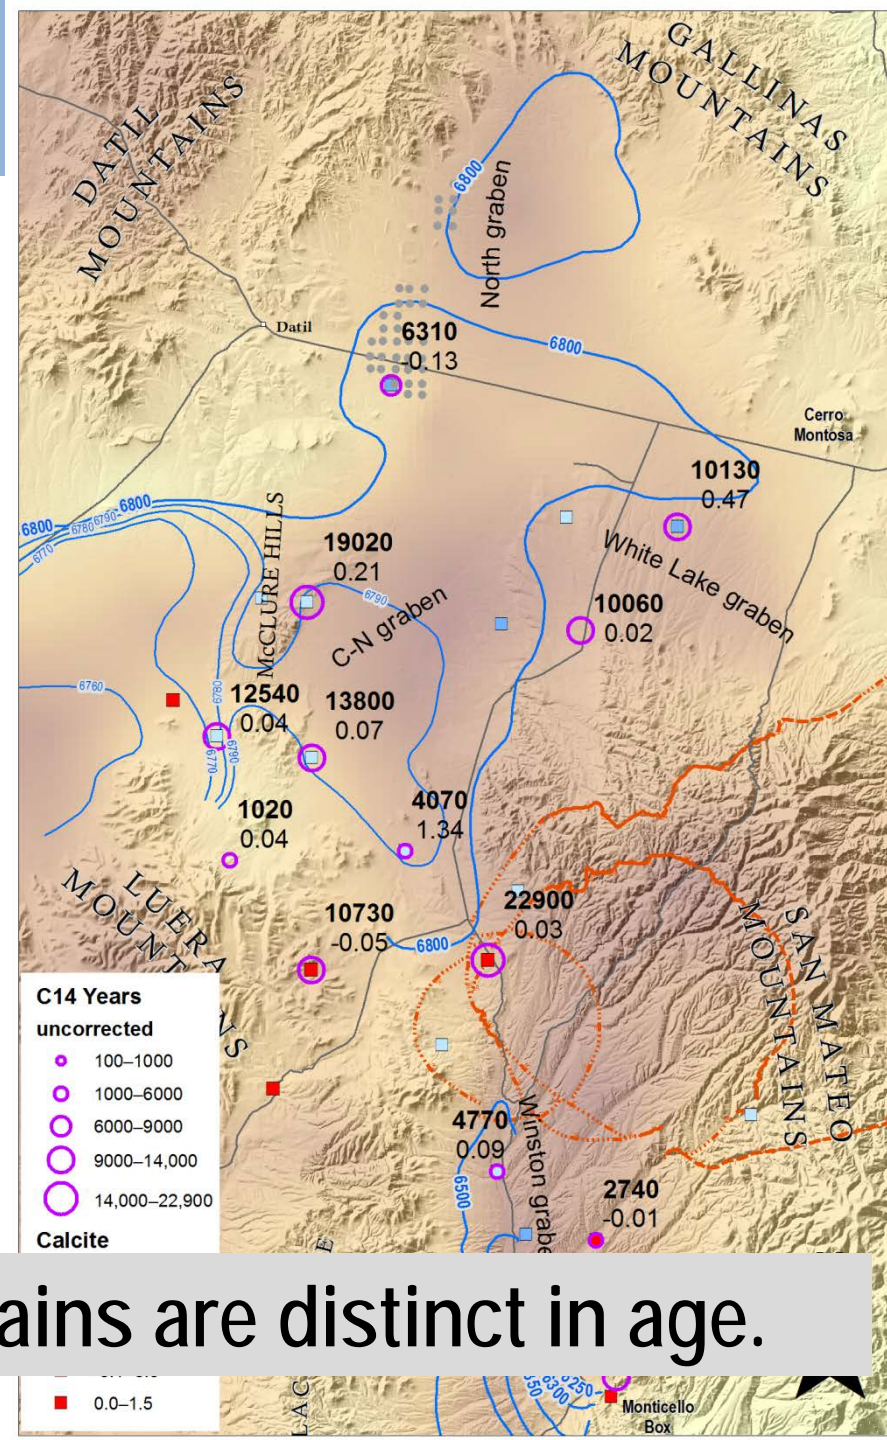 GALLINAS
MOUNTAINS
DATIL
MOUNTAINS
6800
North graben
Datil
6310
-0.13
6800
Cerro
Montosa
10130
0.47
6800
6800
6790
6780
6770
McCLURE HILLS
19020
0.21
6790
C-N graben
White Lake graben
10060
0.02
6760
6780
12540
0.04
13800
0.07
6770
6790
1020
0.04
4070
1.34
LUERA
MOUNTAINS
10730
-0.05
6800
22900
0.03
SAN MATEO
MOUNTAINS
C14 Years
uncorrected
100–1000
1000–6000
6000–9000
9000–14,000
14,000–22,900
Calcite
4770
0.09
Winston grabe
6500
2740
-0.01
E
ains are distinct in age.
0.0–1.5
LAC
6300
6250
Monticello
Box